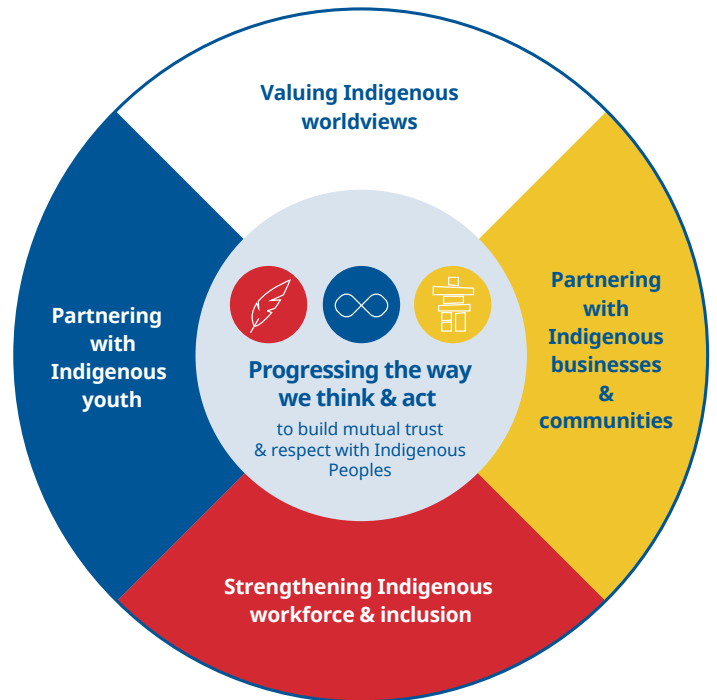 Valuing Indigenous
worldviews
Partnering
with
Indigenous
businesses
&
communities
Strengthening Indigenous
workforce & inclusion
Partnering
with
Indigenous
youth
Progressing the way
we think & act
to build mutual trust
& respect with Indigenous
Peoples